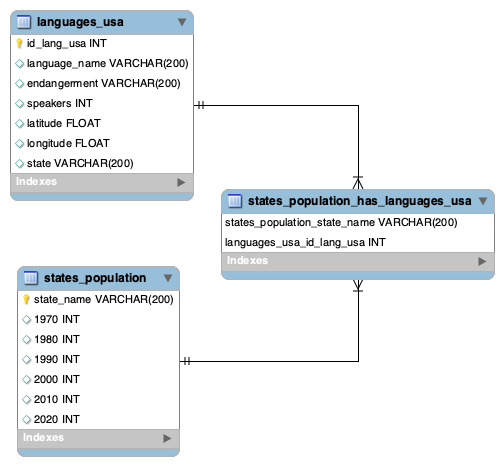 languages_usa
id_lang_usa INT
language_name VARCHAR(200)
endangerment VARCHAR(200)
speakers INT
latitude FLOAT
longitude FLOAT
state VARCHAR(200)
Indexes
states_population_has_languages_usa
states_population_state_name VARCHAR(200)
languages_usa_id_lang_usa INT
Indexes
states_population
state_name VARCHAR(200)
1970 INT
1980 INT
1990 INT
2000 INT
2010 INT
2020 INT
Indexes